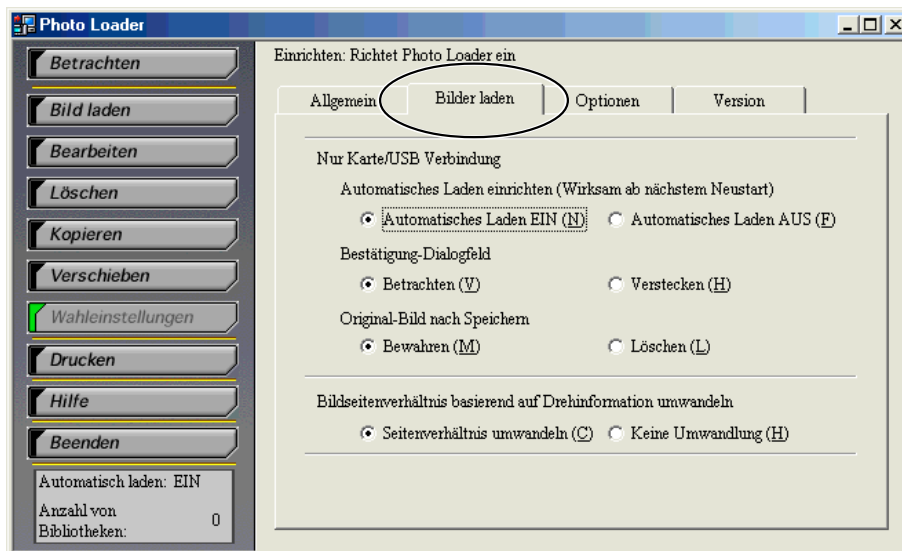 Photo Loader
Betrachten
Bild laden
Bearbeiten
Löschen
Kopieren
Verschieben
Wahleinstellungen
Drucken
Hilfe
Beenden
Automatisch laden: EIN
Anzahl von
Bibliotheken: 0
Einrichten: Richtet Photo Loader ein
Allgemein Bilder laden Optionen Version
Nur Karte/USB Verbindung
Automatisches Laden einrichten (Wirksam ab nächstem Neustart)
Automatisches Laden EIN (N) Automatisches Laden AUS (F)
Bestätigung-Dialogfeld
Betrachten (V) Verstecken (H)
Original-Bild nach Speichern
Bewahren (M) Löschen (L)
Bildseitenverhältnis basierend auf Drehinformation umwandeln
Seitenverhältnis umwandeln (C) Keine Umwandlung (H)